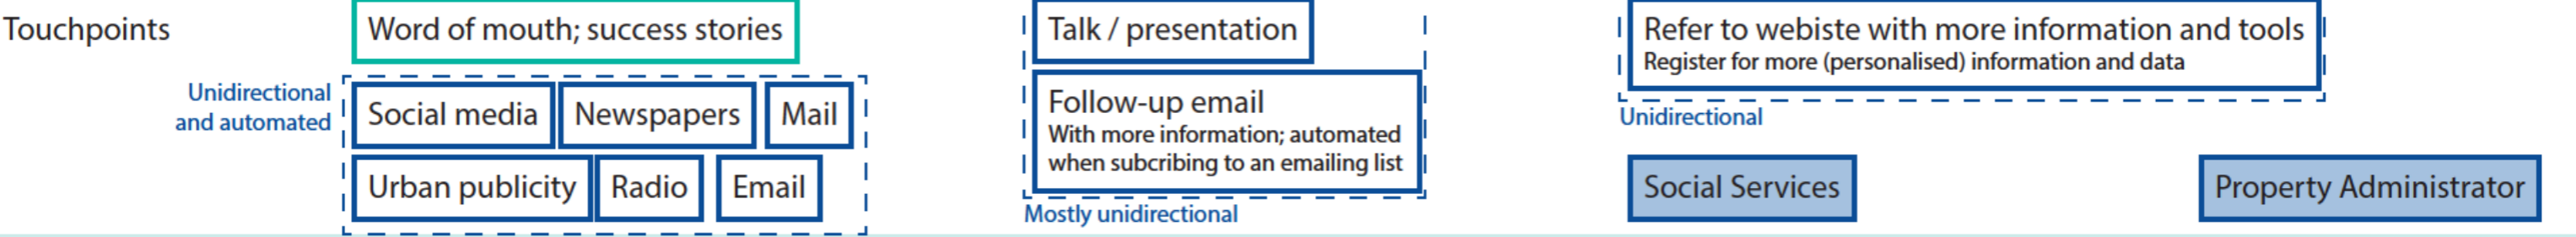 Touchpoints
Word of mouth; success stories
Unidirectional
and automated
Social media
Newspapers
Mail
Urban publicity
Radio
Email
Talk / presentation
Follow-up email
With more information; automated
when subcribing to an emailing list
Mostly unidirectional
Refer to webiste with more information and tools
Register for more (personalised) information and data
Unidirectional
Social Services
Property Administrator